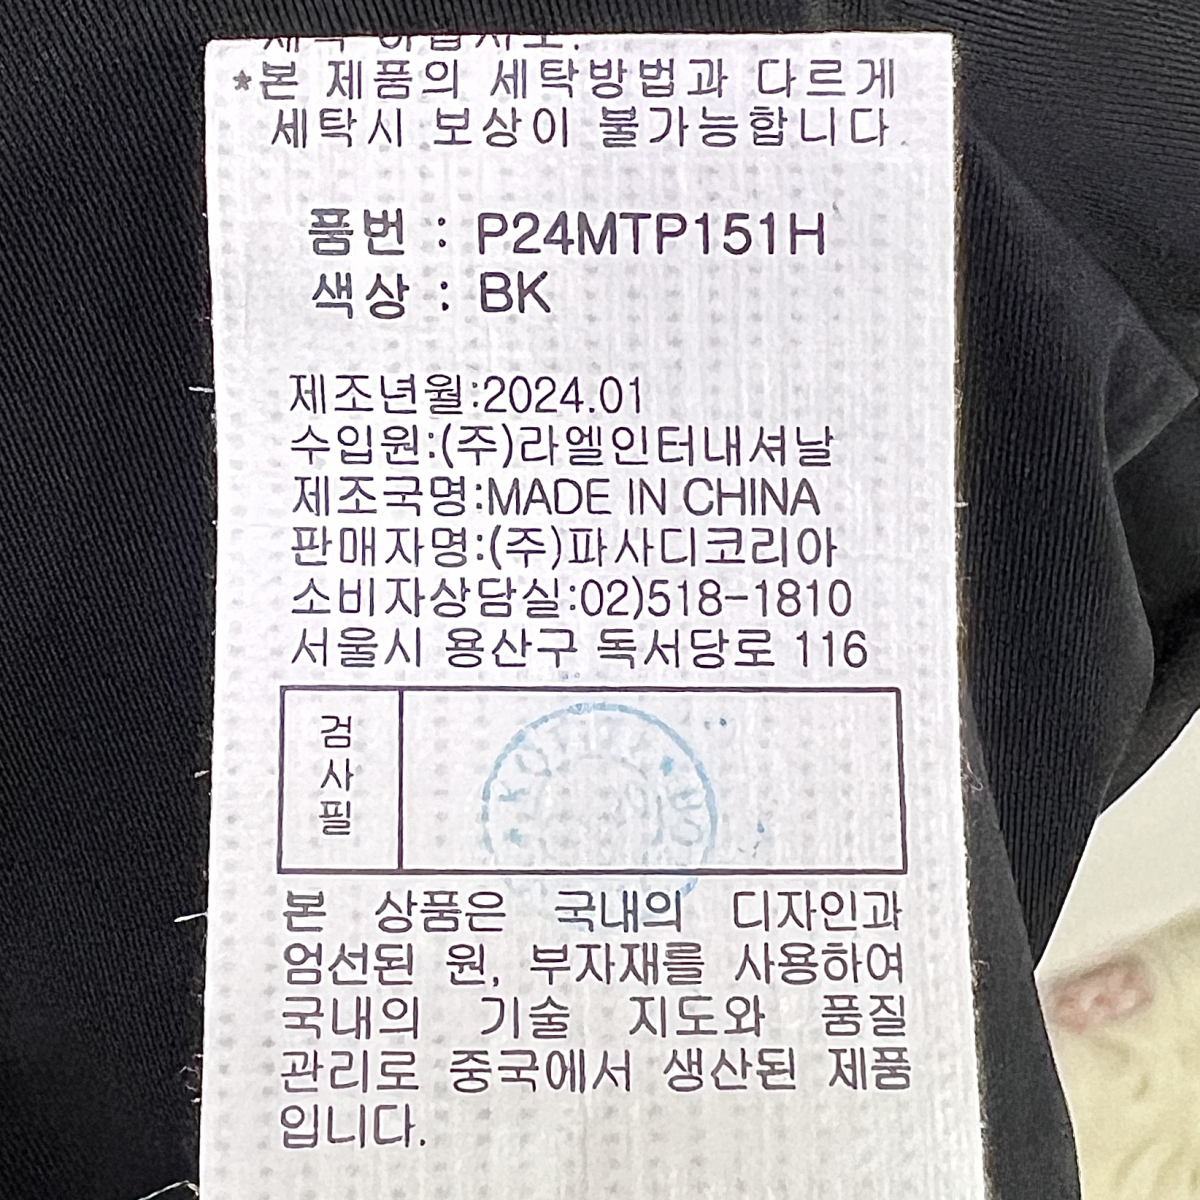 *본 제품의 세탁방법과 다르게
세탁시 보상이 불가능합니다.
품번 : P24MTP151H
색상 : BK
제조년월:2024.01
수입원:(주)라엘인터내셔날
제조국명:MADE IN CHINA
판매자명:(주)파사디코리아
소비자상담실:02)518-1810
서울시 용산구 독서당로 116
검
사
필
본 상품은 국내의 디자인과
엄선된 원, 부자재를 사용하여
국내의 기술 지도와 품질
관리로 중국에서 생산된 제품
입니다.